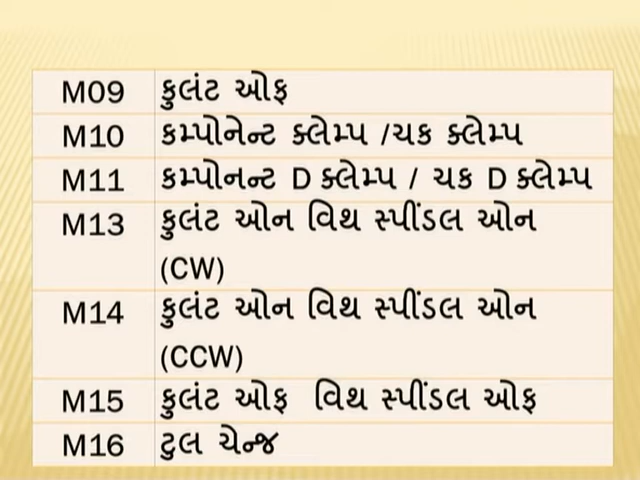 M09 કુલંટ ઓફ
M10 કમ્પોનેન્ટ ક્લેમ્પ /ચક ક્લેમ્પ
M11 કમ્પોનન્ટ D ક્લેમ્પ / ચક D ક્લેમ્પ
M13 કુલંટ ઓન વિથ સ્પીંડલ ઓન
(CW)
M14 કુલંટ ઓન વિથ સ્પીંડલ ઓન
(CCW)
M15 કુલંટ ઓફ વિથ સ્પીંડલ ઓફ
M16 ટુલ ચેન્જ